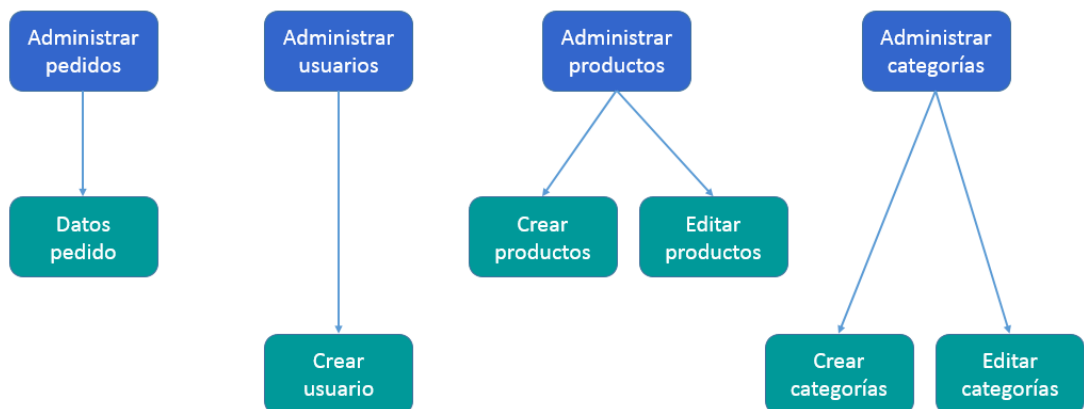 Administrar
pedidos
Administrar
usuarios
Administrar
productos
Administrar
categorías
Datos
pedido
Crear
productos
Editar
productos
Crear
usuario
Crear
categorías
Editar
categorías